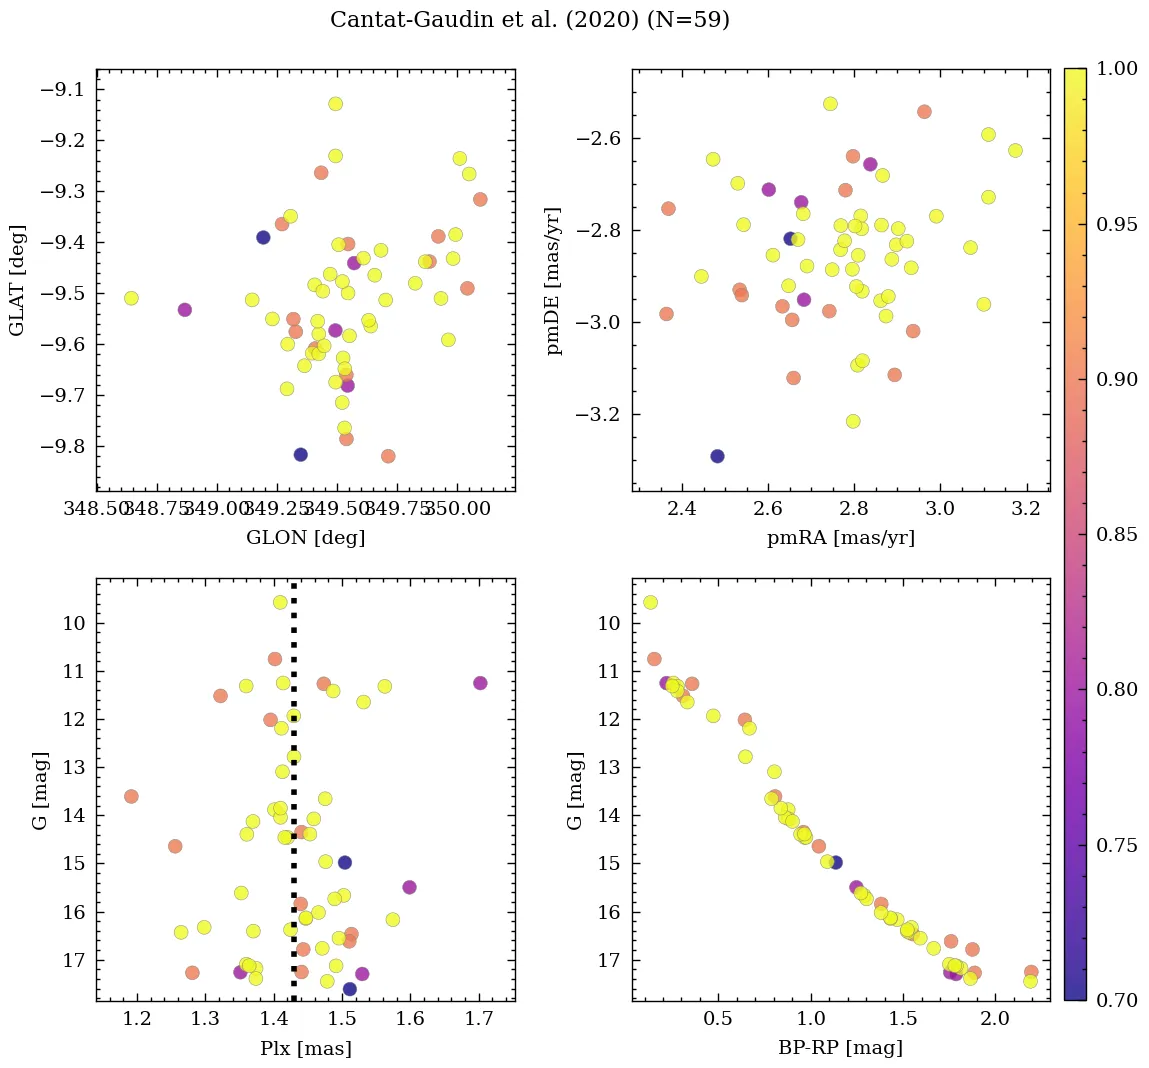 Cantat-Gaudin et al. (2020) (N=59)
−9.1
−9.2
−9.3
−9.4
−9.5
−9.6
−9.7
−9.8
GLAT [deg]
348.50 348.75 349.00 349.25 349.50 349.75 350.00
GLON [deg]
−2.6
−2.8
−3.0
−3.2
pmDE [mas/yr]
2.4 2.6 2.8 3.0 3.2
pmRA [mas/yr]
10
11
12
13
14
15
16
17
G [mag]
1.2 1.3 1.4 1.5 1.6 1.7
Plx [mas]
10
11
12
13
14
15
16
17
G [mag]
0.5 1.0 1.5 2.0
BP-RP [mag]
1.00
0.95
0.90
0.85
0.80
0.75
0.70